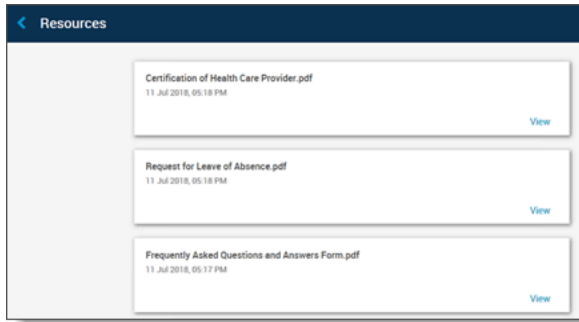 Resources
Certification of Health Care Provider.pdf
11 Jul 2018, 05:18 PM
View
Request for Leave of Absence.pdf
11 Jul 2018, 05:18 PM
View
Frequently Asked Questions and Answers Form.pdf
11 Jul 2018, 05:17 PM
View